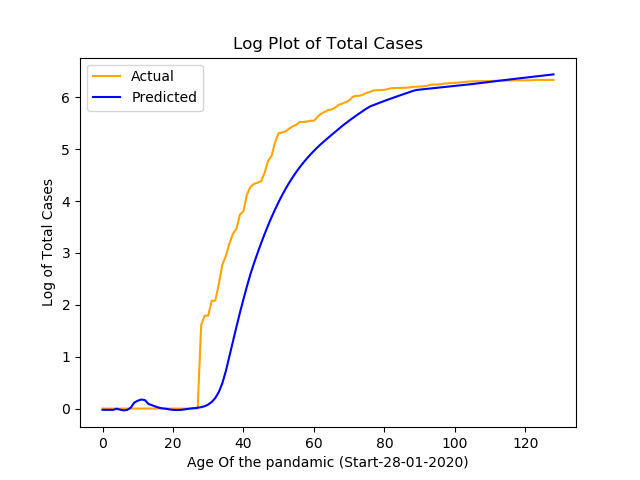 Log Plot of Total Cases
Actual
Predicted
Log of Total Cases
6
5
4
3
2
1
0
0 20 40 60 80 100 120
Age Of the pandamic (Start-28-01-2020)